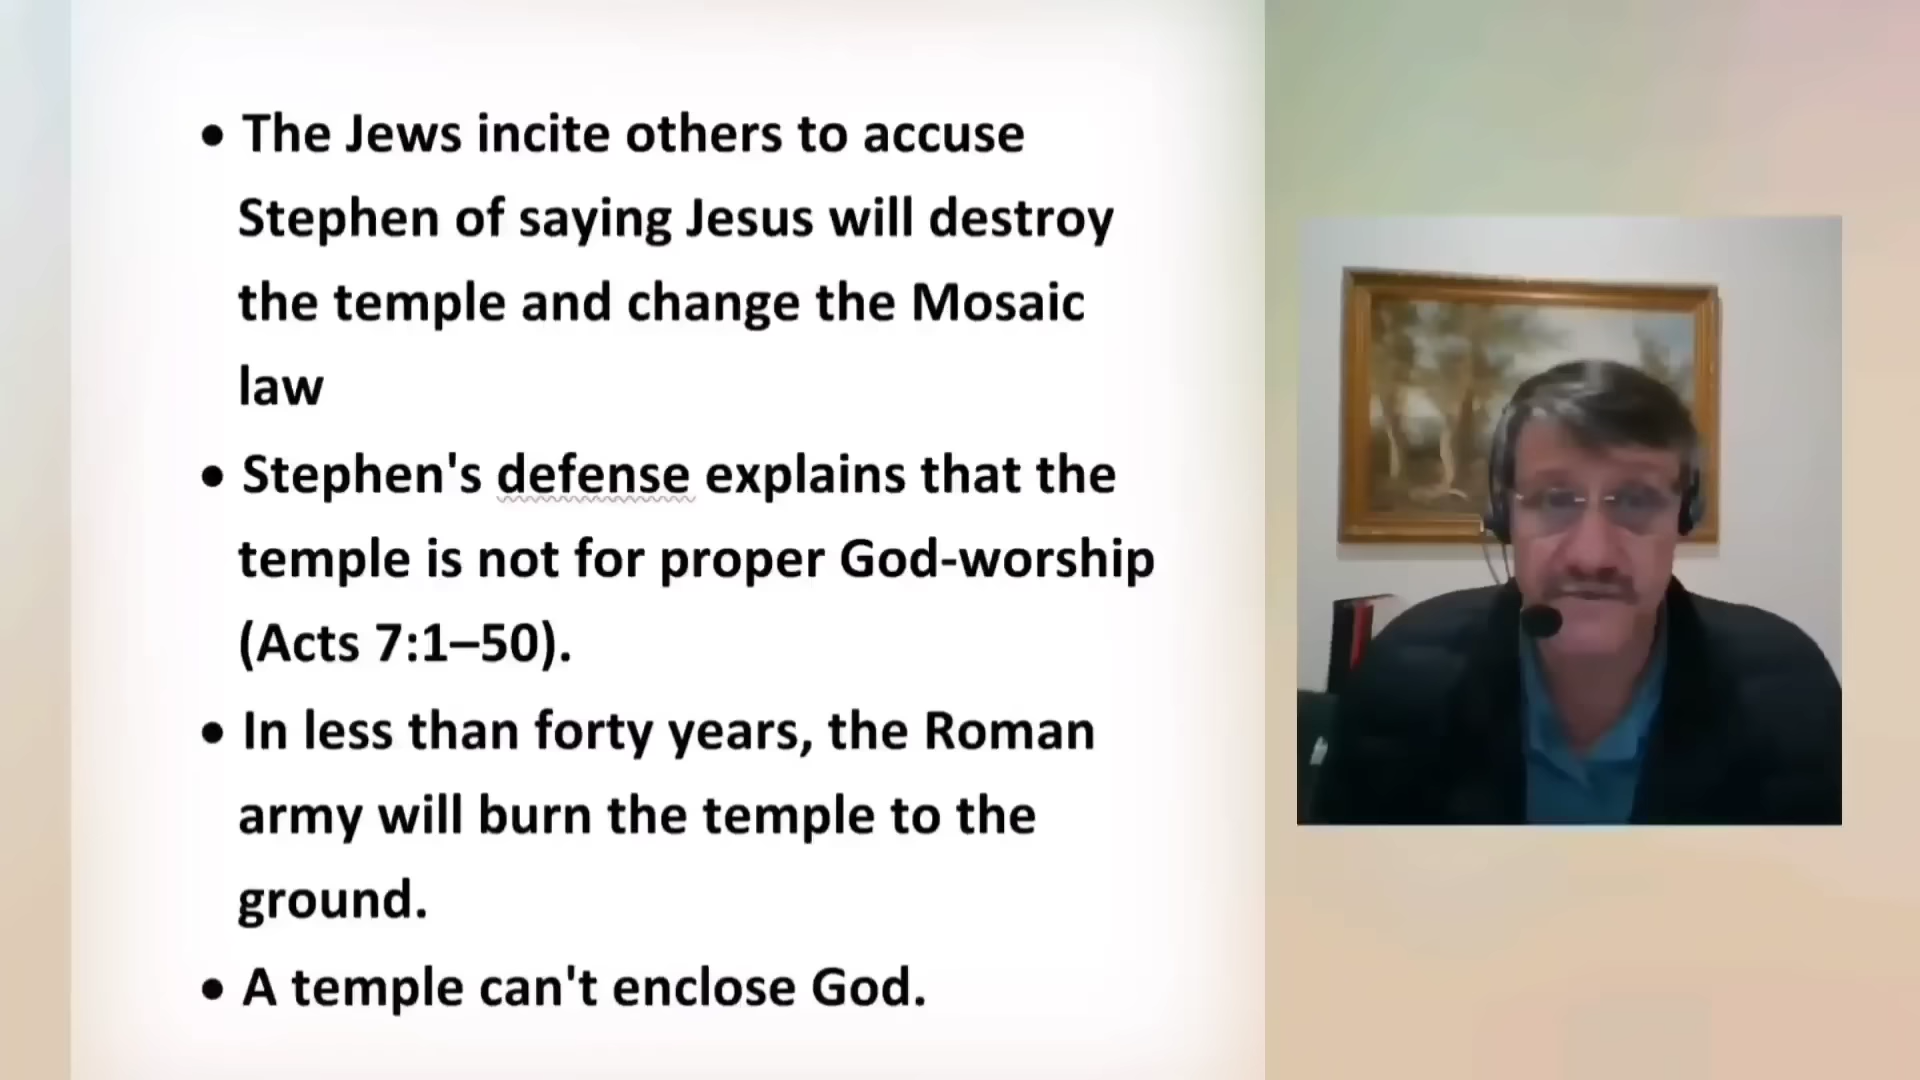 • The Jews incite others to accuse
Stephen of saying Jesus will destroy
the temple and change the Mosaic
law
• Stephen's defense explains that the
temple is not for proper God-worship
(Acts 7:1–50).
• In less than forty years, the Roman
army will burn the temple to the
ground.
• A temple can't enclose God.